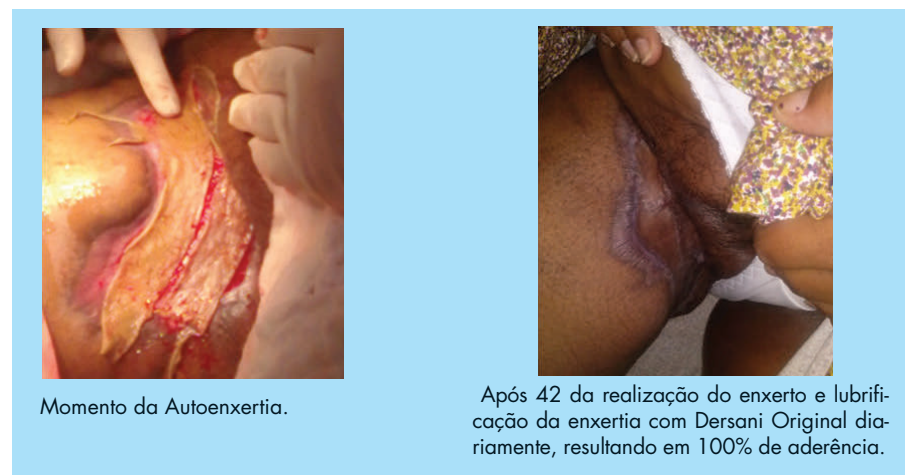 Momento da Autoenxertia.
Após 42 da realização do enxerto e lubrifi-
cação da enxertia com Dersani Original dia-
riamente, resultando em 100% de aderência.